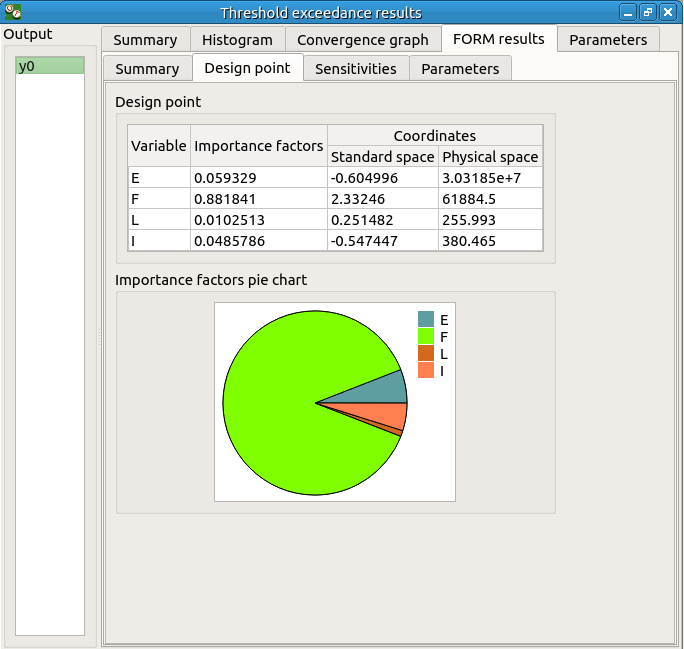 Threshold exceedance results
Output
y0
Summary Histogram Convergence graph FORM results Parameters
Summary Design point Sensitivities Parameters
Design point
Variable Importance factors Coordinates
Standard space Physical space
E 0.059329 -0.604996 3.03185e+7
F 0.881841 2.33246 61884.5
L 0.0102513 0.251482 255.993
I 0.0485786 -0.547447 380.465
Importance factors pie chart
E
F
L
I